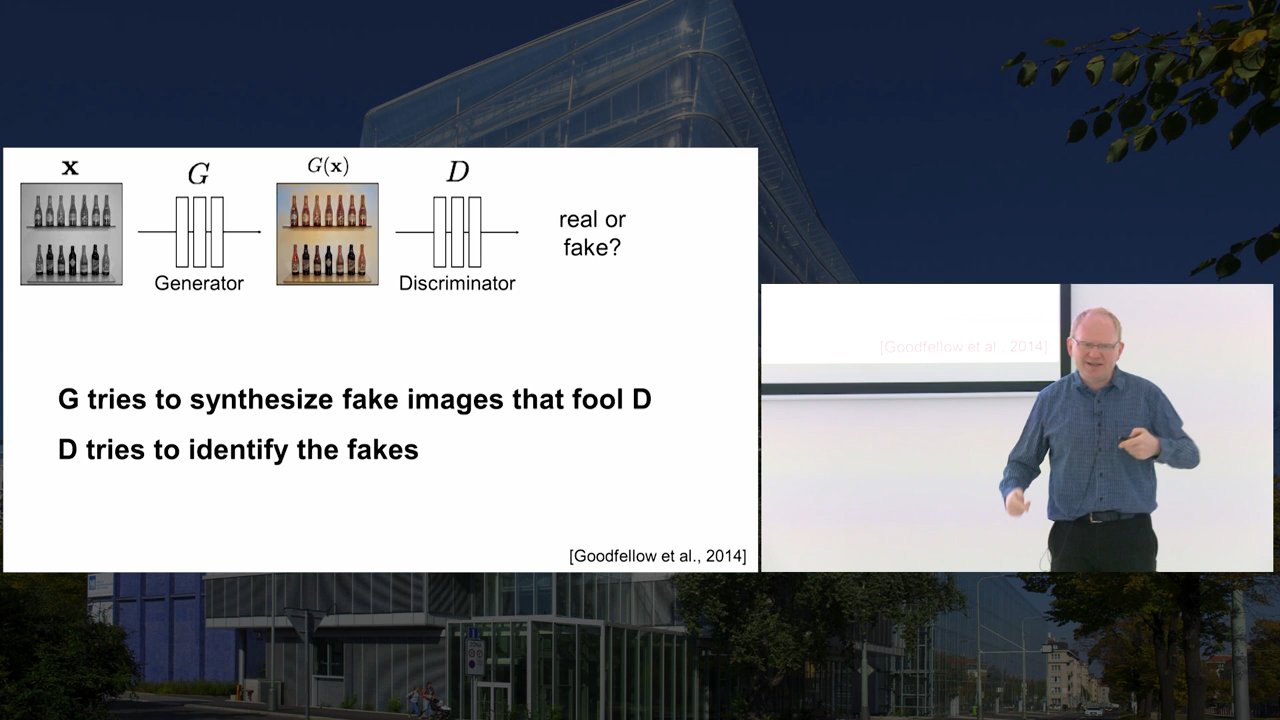 x
G
G(x)
D
Generator
Discriminator
real or
fake?
G tries to synthesize fake images that fool D
D tries to identify the fakes
[Goodfellow et al., 2014]
[Goodfellow et al., 2014]